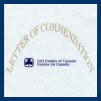 LETTER OF COMMENDATION
Girl Guides of Canada
Guides du Canada